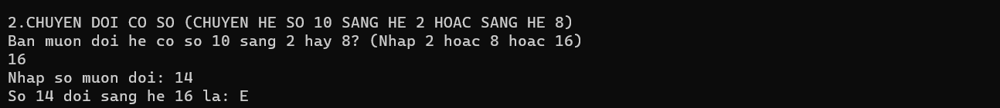 2.CHUYEN DOI CO SO (CHUYEN HE SO 10 SANG HE 2 HOAC SANG HE 8)
Ban muon doi he co so 10 sang 2 hay 8? (Nhap 2 hoac 8 hoac 16)
16
Nhap so muon doi: 14
So 14 doi sang he 16 la: E